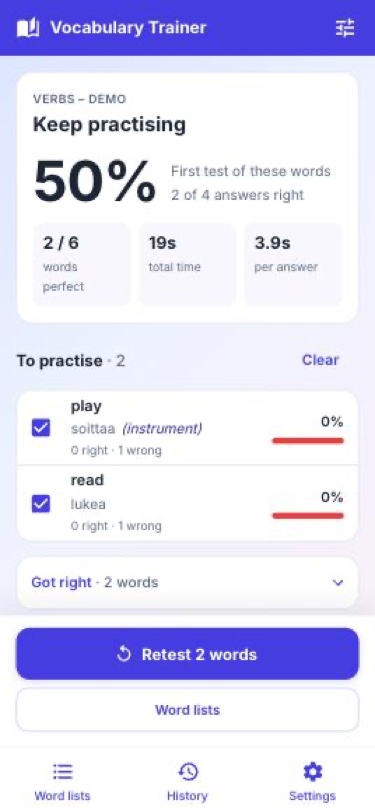 Vocabulary Trainer
VERBS – DEMO
Keep practising
50%
First test of these words
2 of 4 answers right
2 / 6
words
perfect
19s
total time
3.9s
per answer
To practise · 2
Clear
play
soittaa (instrument)
0 right · 1 wrong
0%
read
lukea
0 right · 1 wrong
0%
Got right · 2 words
Retest 2 words
Word lists
Word lists
History
Settings